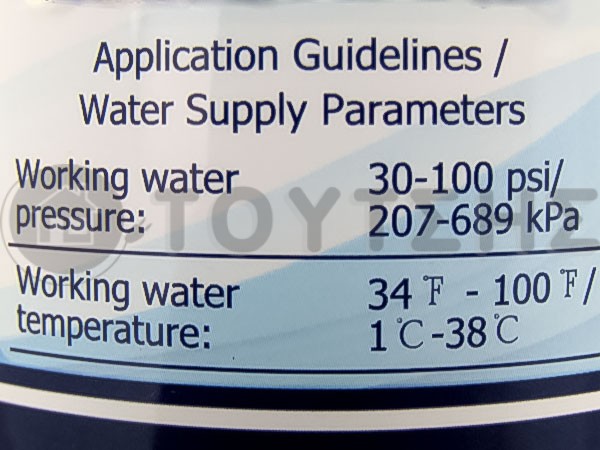 Application Guidelines /
Water Supply Parameters
Working water pressure: 30-100 psi/
207-689 kPa
Working water temperature: 34℉ - 100℉/
1℃-38℃